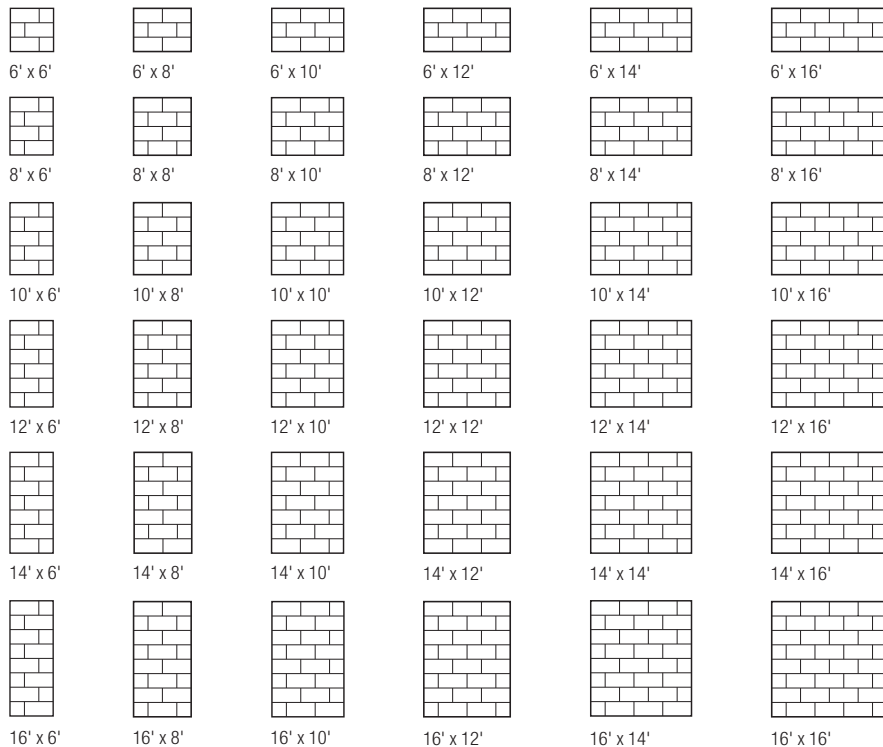 6' x 6' 6' x 8' 6' x 10' 6' x 12' 6' x 14' 6' x 16'
8' x 6' 8' x 8' 8' x 10' 8' x 12' 8' x 14' 8' x 16'
10' x 6' 10' x 8' 10' x 10' 10' x 12' 10' x 14' 10' x 16'
12' x 6' 12' x 8' 12' x 10' 12' x 12' 12' x 14' 12' x 16'
14' x 6' 14' x 8' 14' x 10' 14' x 12' 14' x 14' 14' x 16'
16' x 6' 16' x 8' 16' x 10' 16' x 12' 16' x 14' 16' x 16'